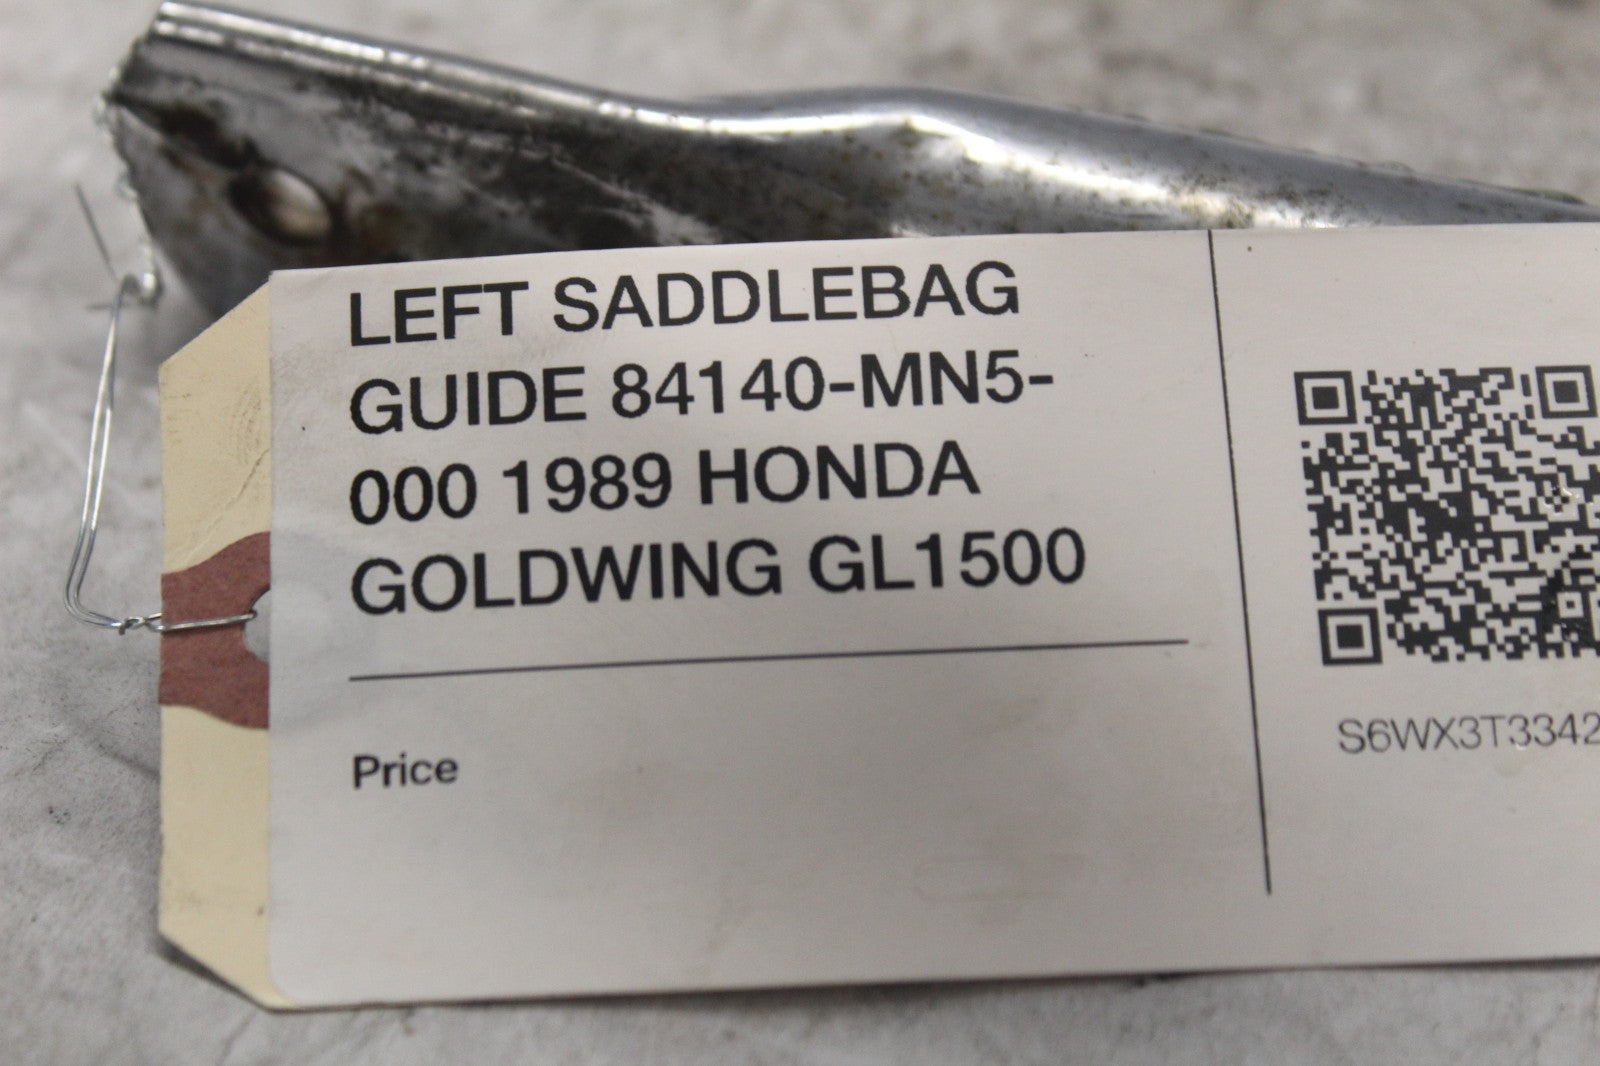 LEFT SADDLEBAG
GUIDE 84140-MN5-
000 1989 HONDA
GOLDWING GL1500
Price
S6WX3T3342